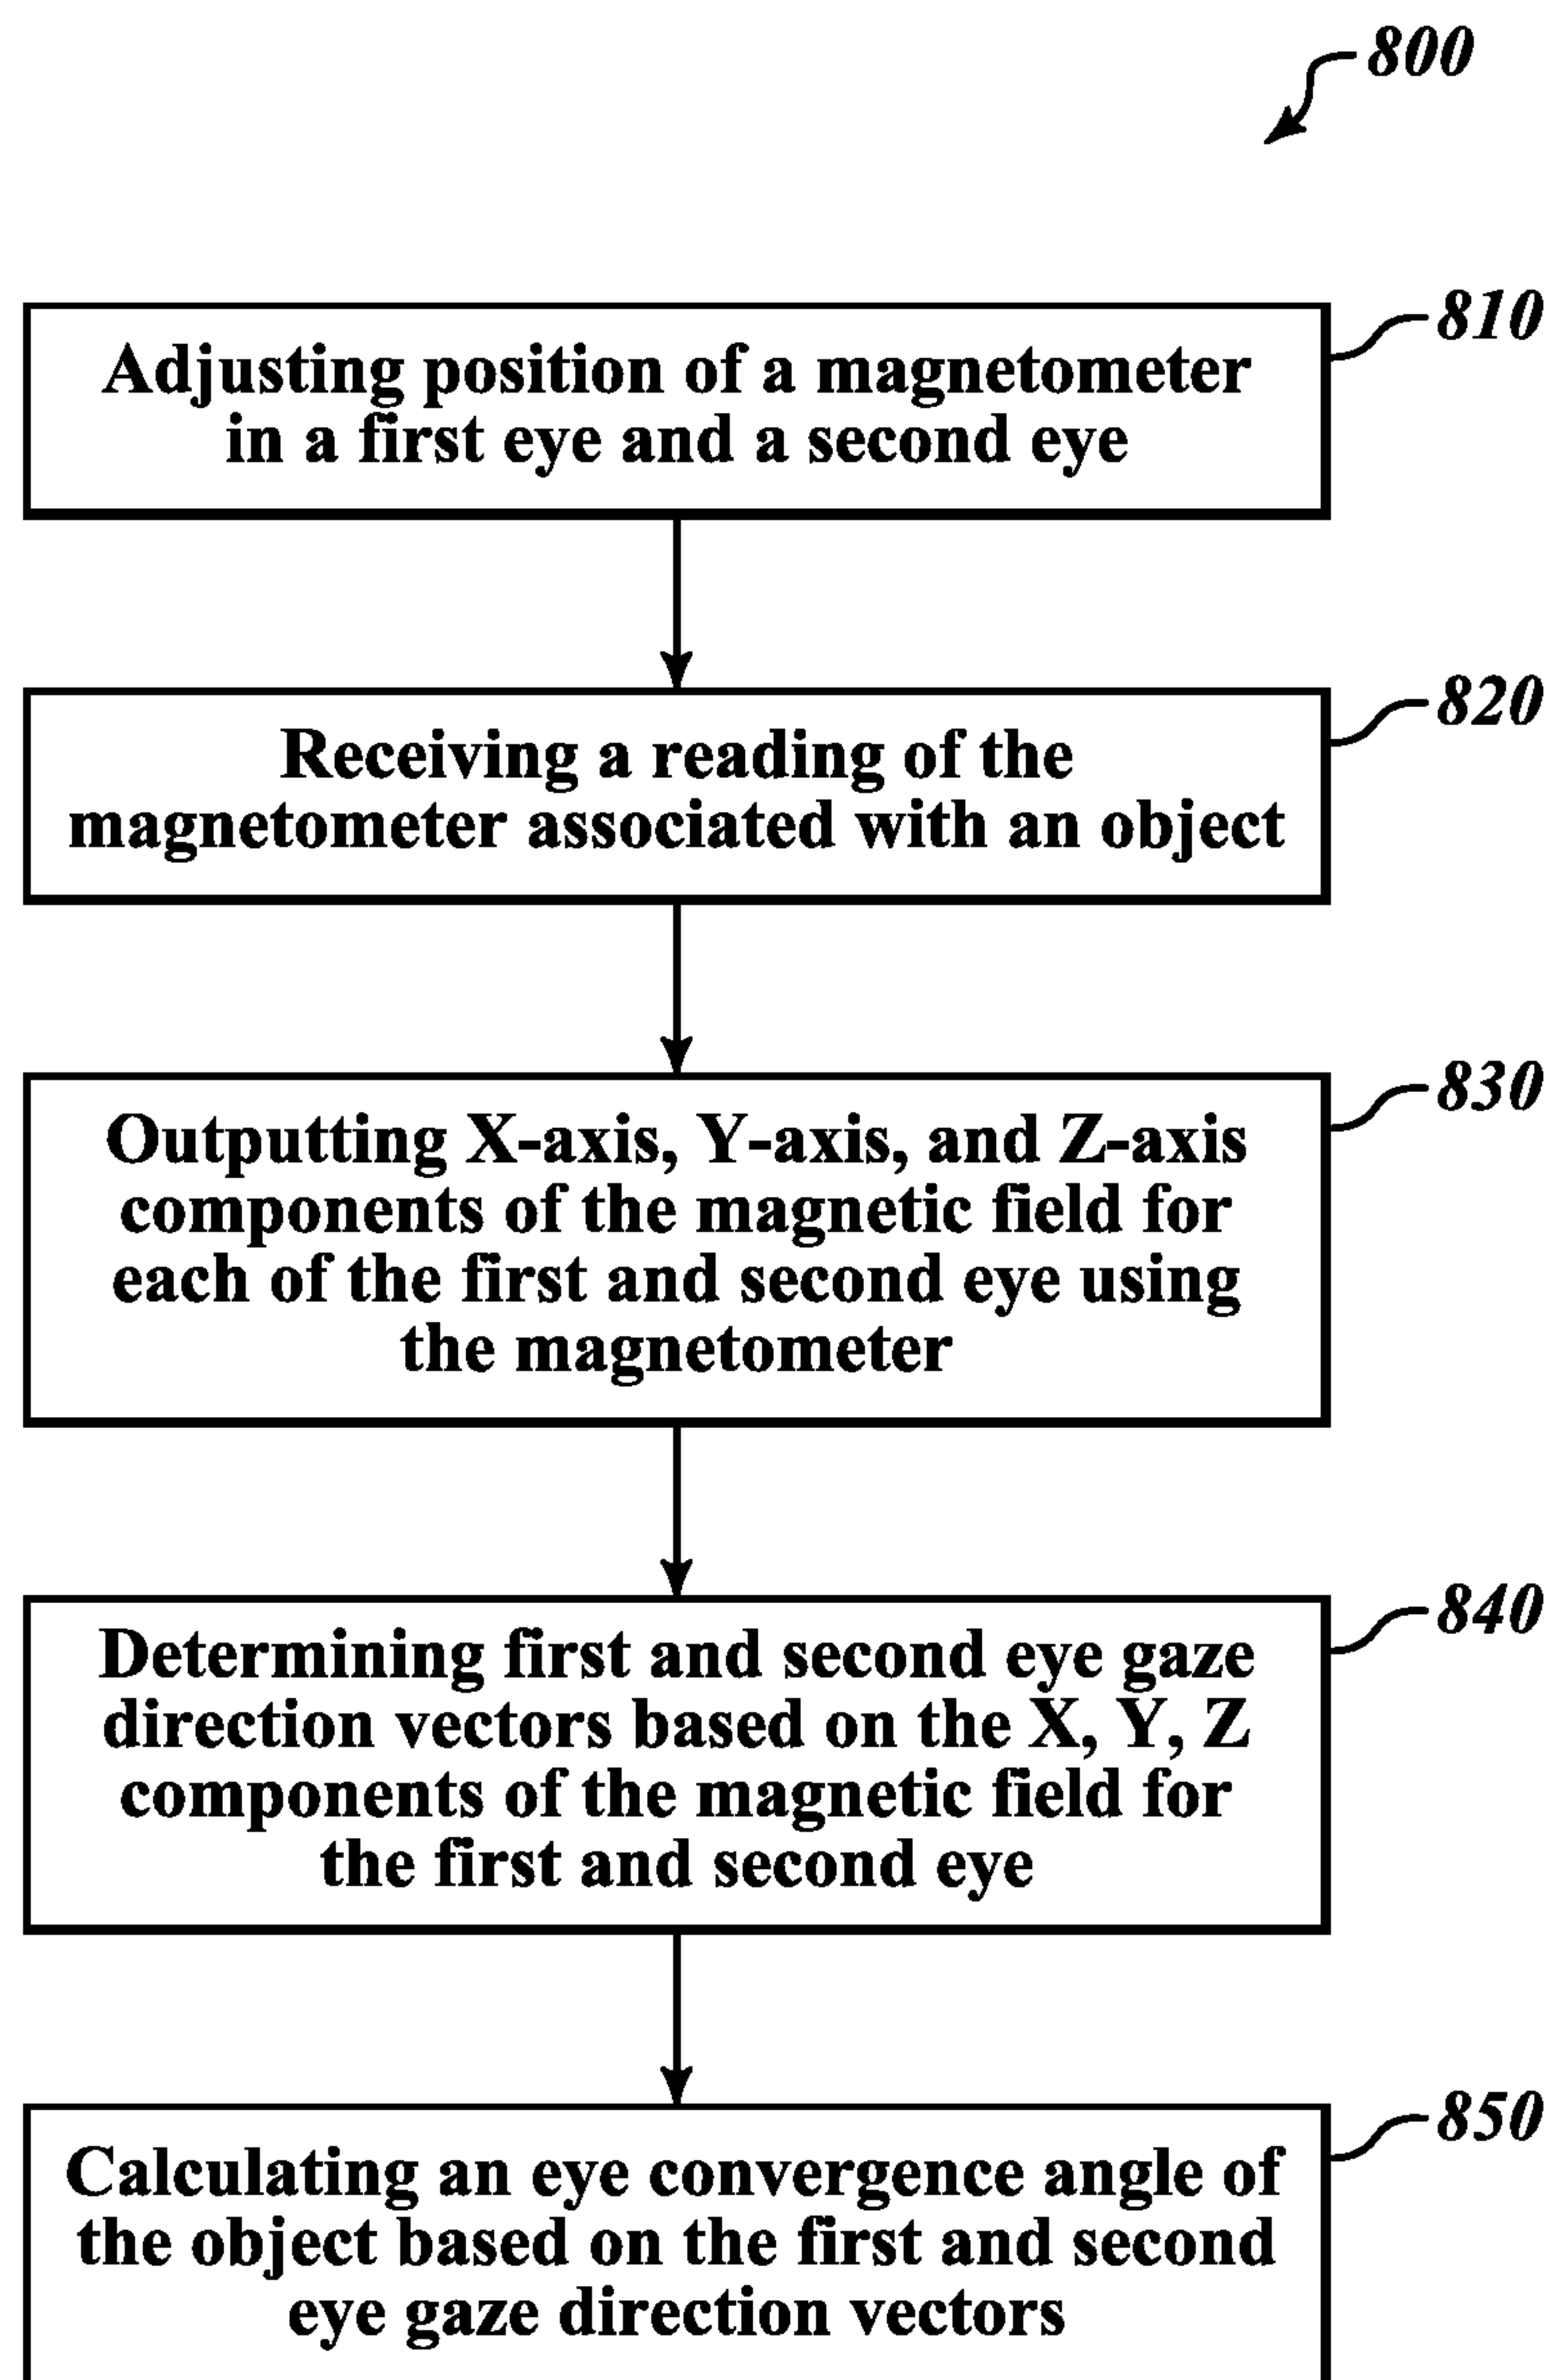 800
810
Adjusting position of a magnetometer
in a first eye and a second eye
820
Receiving a reading of the
magnetometer associated with an object
830
Outputting X-axis, Y-axis, and Z-axis
components of the magnetic field for
each of the first and second eye using
the magnetometer
840
Determining first and second eye gaze
direction vectors based on the X, Y, Z
components of the magnetic field for
the first and second eye
850
Calculating an eye convergence angle of
the object based on the first and second
eye gaze direction vectors